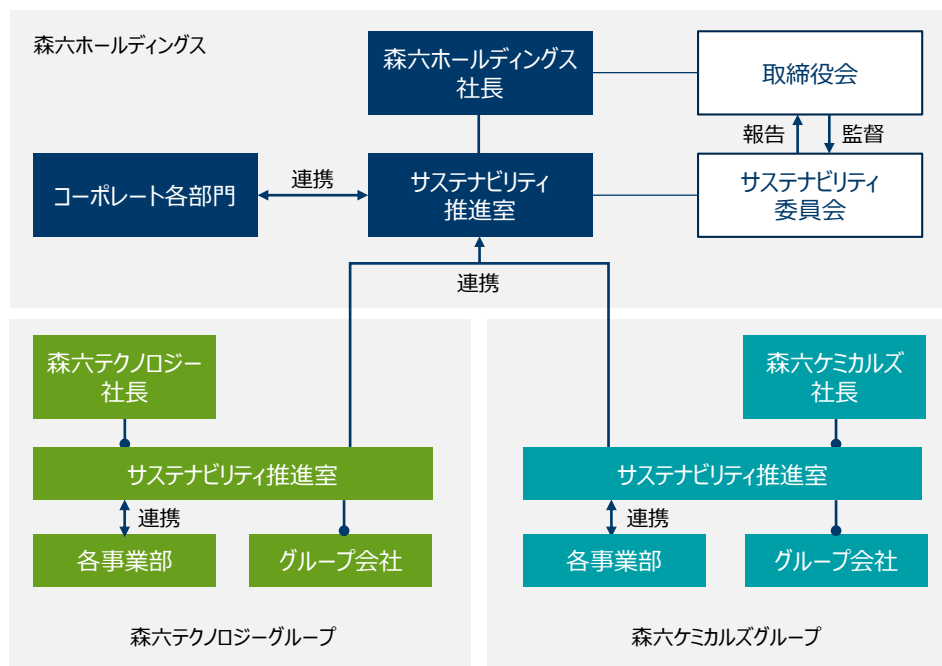 森六ホールディングス
森六ホールディングス
社長
取締役会
報告
監督
コーポレート各部門
連携
サステナビリティ
推進室
サステナビリティ
委員会
連携
森六テクノロジー
社長
サステナビリティ推進室
連携
各事業部
グループ会社
森六テクノロジーグループ
森六ケミカルズ
社長
サステナビリティ推進室
連携
各事業部
グループ会社
森六ケミカルズグループ